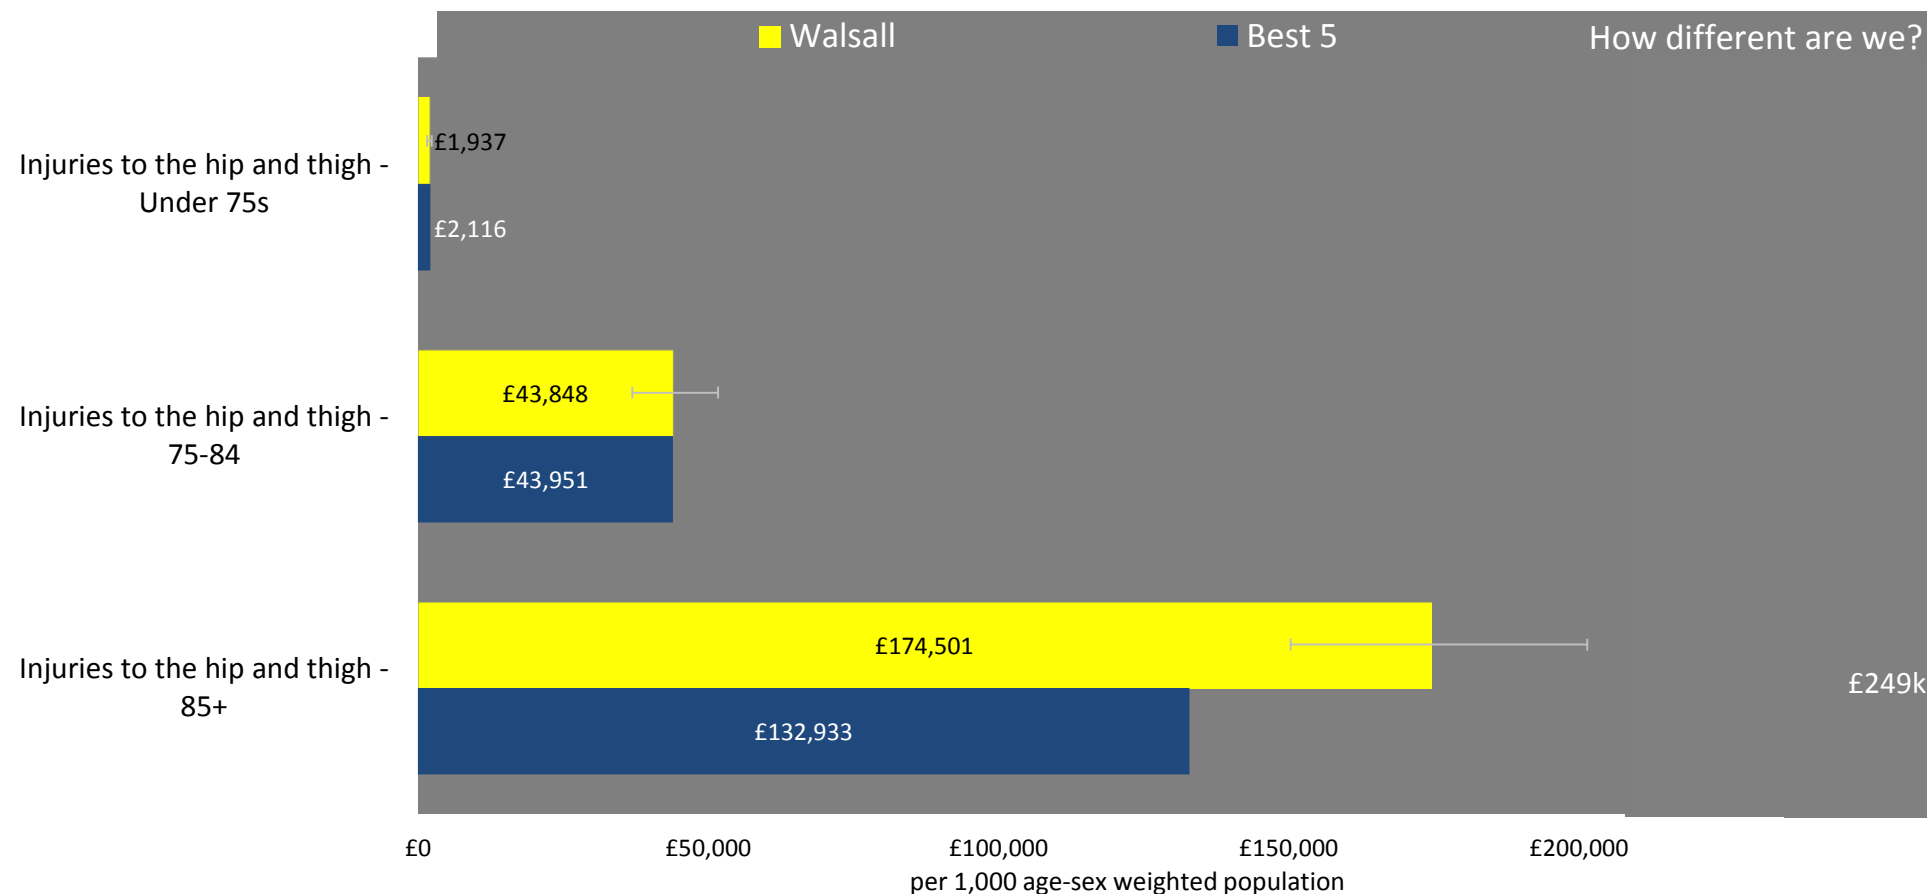 Walsall
Best 5
How different are we?
Injuries to the hip and thigh -
Under 75s
£1,937
£2,116
Injuries to the hip and thigh -
75-84
£43,848
£43,951
Injuries to the hip and thigh -
85+
£174,501
£132,933
£249k
£0
£50,000
£100,000
£150,000
£200,000
per 1,000 age-sex weighted population